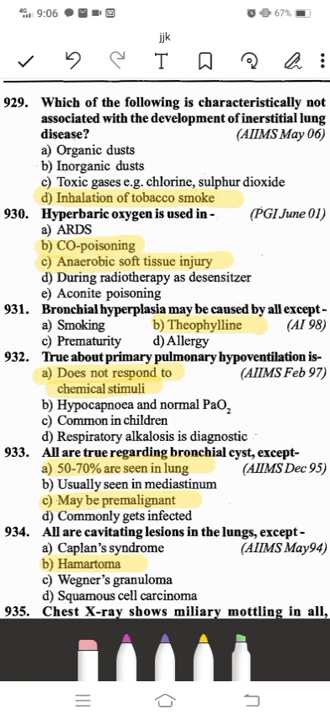 4G 9:06 67%
jjk
T
929. Which of the following is characteristically not
associated with the development of inerstitial lung
disease? (AIIMS May 06)
a) Organic dusts
b) Inorganic dusts
c) Toxic gases e.g. chlorine, sulphur dioxide
d) Inhalation of tobacco smoke
930. Hyperbaric oxygen is used in - (PGI June 01)
a) ARDS
b) CO-poisoning
c) Anaerobic soft tissue injury
d) During radiotherapy as desensitzer
e) Aconite poisoning
931. Bronchial hyperplasia may be caused by all except -
a) Smoking b) Theophylline (AI 98)
c) Prematurity d) Allergy
932. True about primary pulmonary hypoventilation is-
a) Does not respond to (AIIMS Feb 97)
chemical stimuli
b) Hypocapnoea and normal PaO₂
c) Common in children
d) Respiratory alkalosis is diagnostic
933. All are true regarding bronchial cyst, except-
a) 50-70% are seen in lung (AIIMS Dec 95)
b) Usually seen in mediastinum
c) May be premalignant
d) Commonly gets infected
934. All are cavitating lesions in the lungs, except -
a) Caplan's syndrome (AIIMS May94)
b) Hamartoma
c) Wegner's granuloma
d) Squamous cell carcinoma
935. Chest X-ray shows miliary mottling in all,